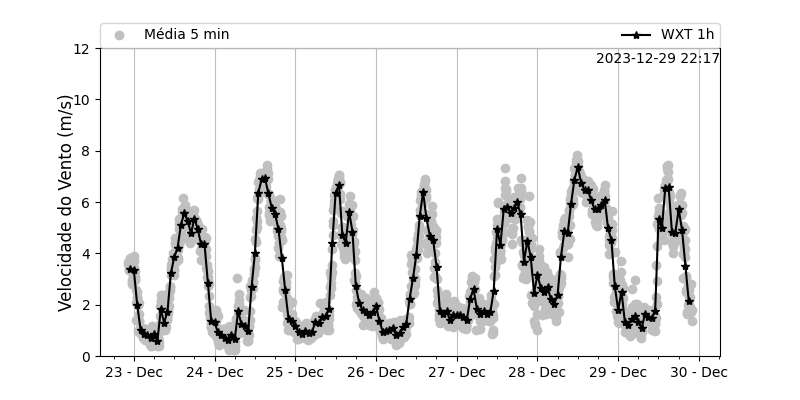 Média 5 min
WXT 1h
2023-12-29 22:17
Velocidade do Vento (m/s)
12
10
8
6
4
2
0
23 - Dec
24 - Dec
25 - Dec
26 - Dec
27 - Dec
28 - Dec
29 - Dec
30 - Dec